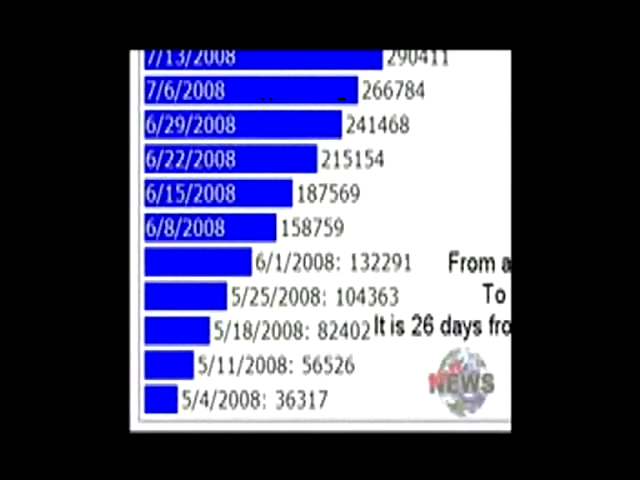 7/13/2008 290411
7/6/2008 266784
6/29/2008 241468
6/22/2008 215154
6/15/2008 187569
6/8/2008 158759
6/1/2008: 132291 From a
5/25/2008: 104363 To
5/18/2008: 82402 It is 26 days fro
5/11/2008: 56526
NEWS
5/4/2008: 36317